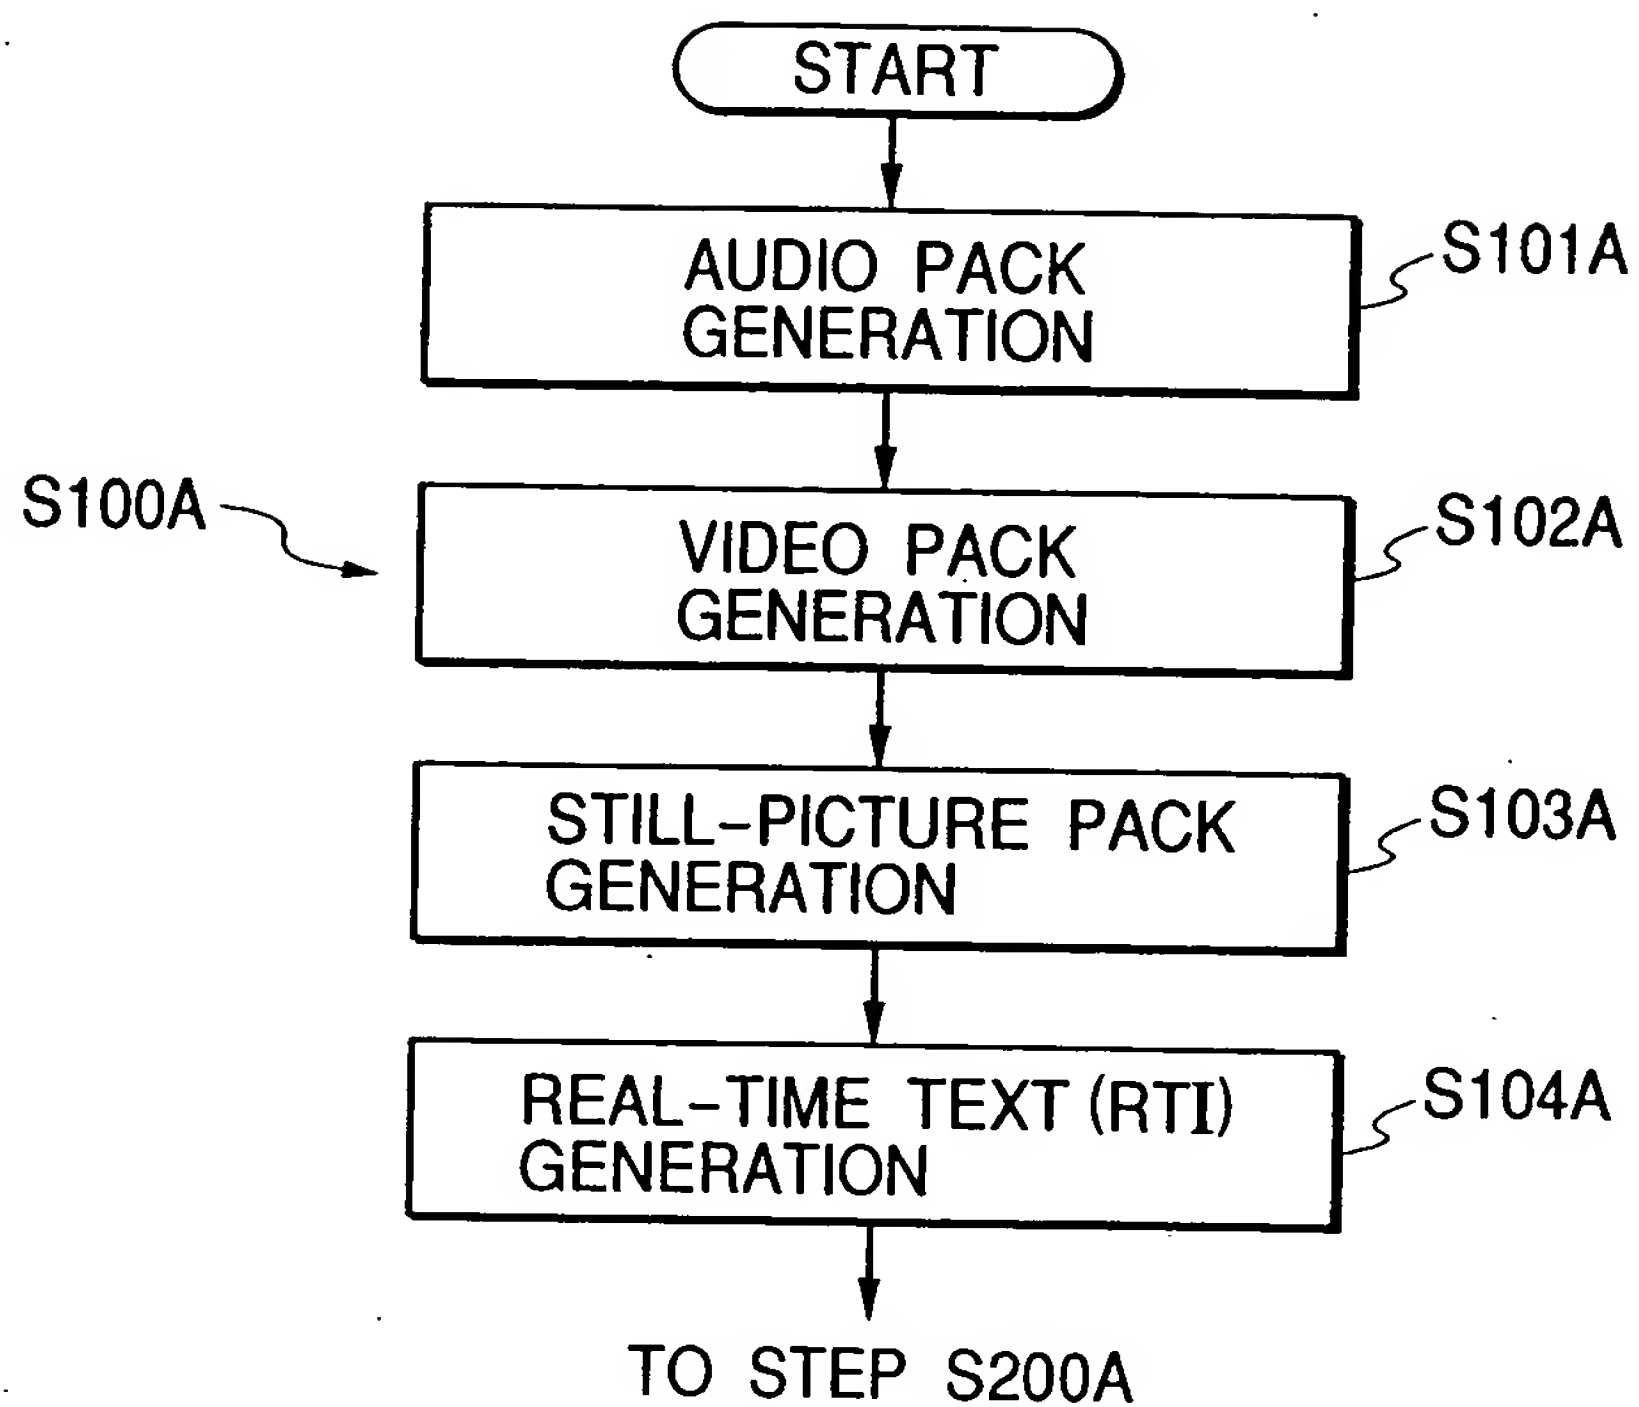 START
AUDIO PACK
GENERATION
S101A
S100A
VIDEO PACK
GENERATION
S102A
STILL-PICTURE PACK
GENERATION
S103A
REAL-TIME TEXT (RTI)
GENERATION
S104A
TO STEP S200A